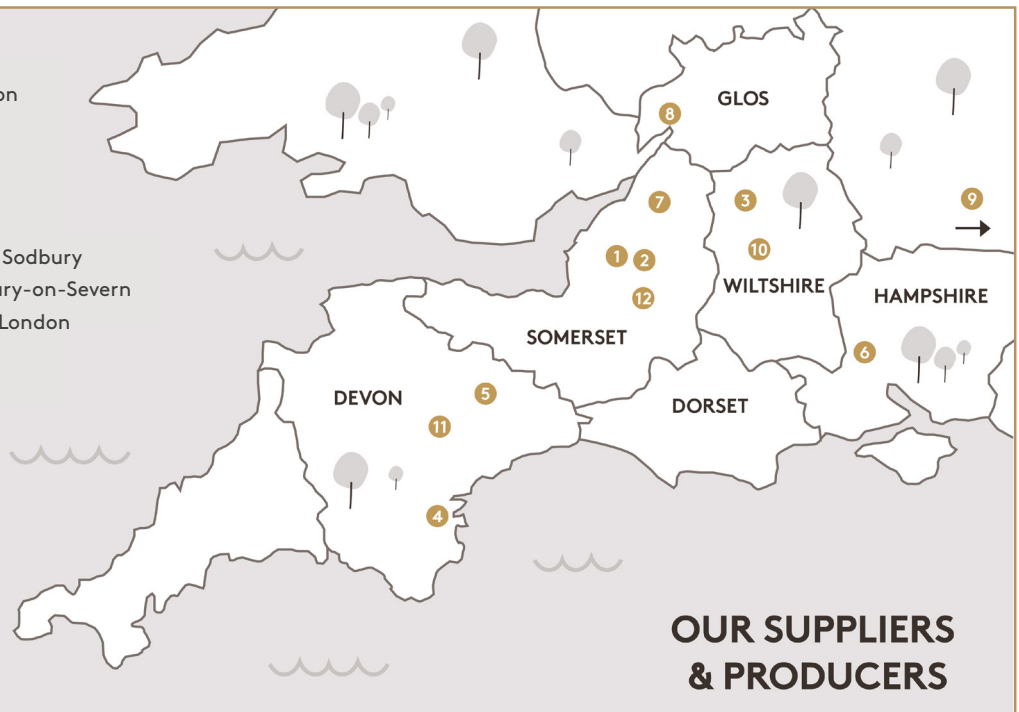 on
Sodbury
ury-on-Severn
London
GLOS
8
7
3
9
1
2
10
12
WILTSHIRE
HAMPSHIRE
SOMERSET
6
DEVON
5
DORSET
11
4
OUR SUPPLIERS
& PRODUCERS